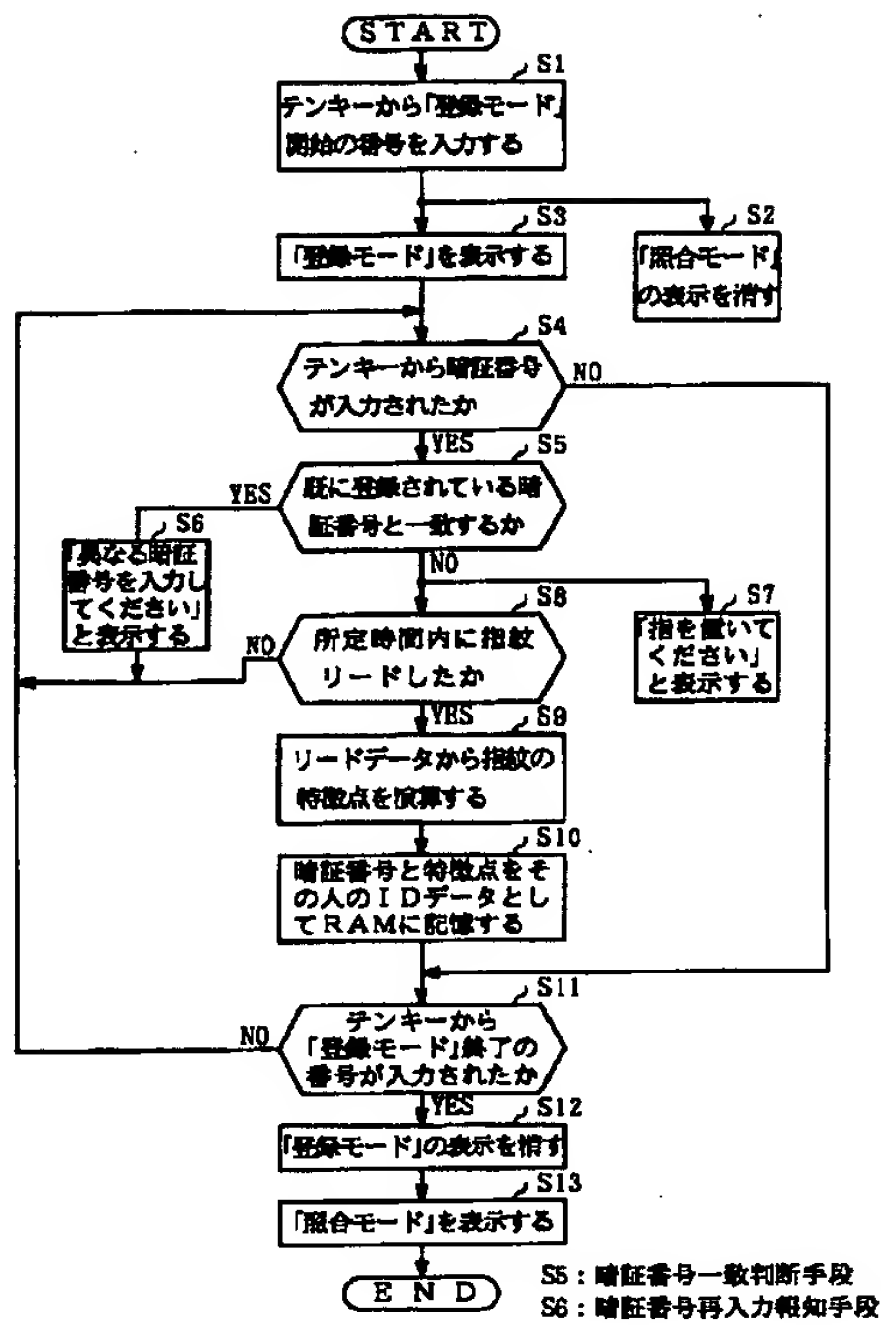 START
S1
テンキーから「登録モード」
開始の番号を入力する
S3
「登録モード」を表示する
S2
「照合モード」
の表示を消す
S4
テンキーから暗証番号
が入力されたか
NO
YES
S5
既に登録されている暗
証番号と一致するか
YES
S6
「異なる暗証
番号を入力し
てください」
と表示する
NO
S7
「指を置いて
ください」
と表示する
S8
所定時間内に指紋
リードしたか
NO
YES
S9
リードデータから指紋の
特徴点を演算する
S10
暗証番号と特徴点をそ
の人のIDデータとし
てRAMに記憶する
S11
テンキーから
「登録モード」終了の
番号が入力されたか
NO
YES
S12
「登録モード」の表示を消す
S13
「照合モード」を表示する
END
S5:暗証番号一致判断手段
S6:暗証番号再入力報知手段